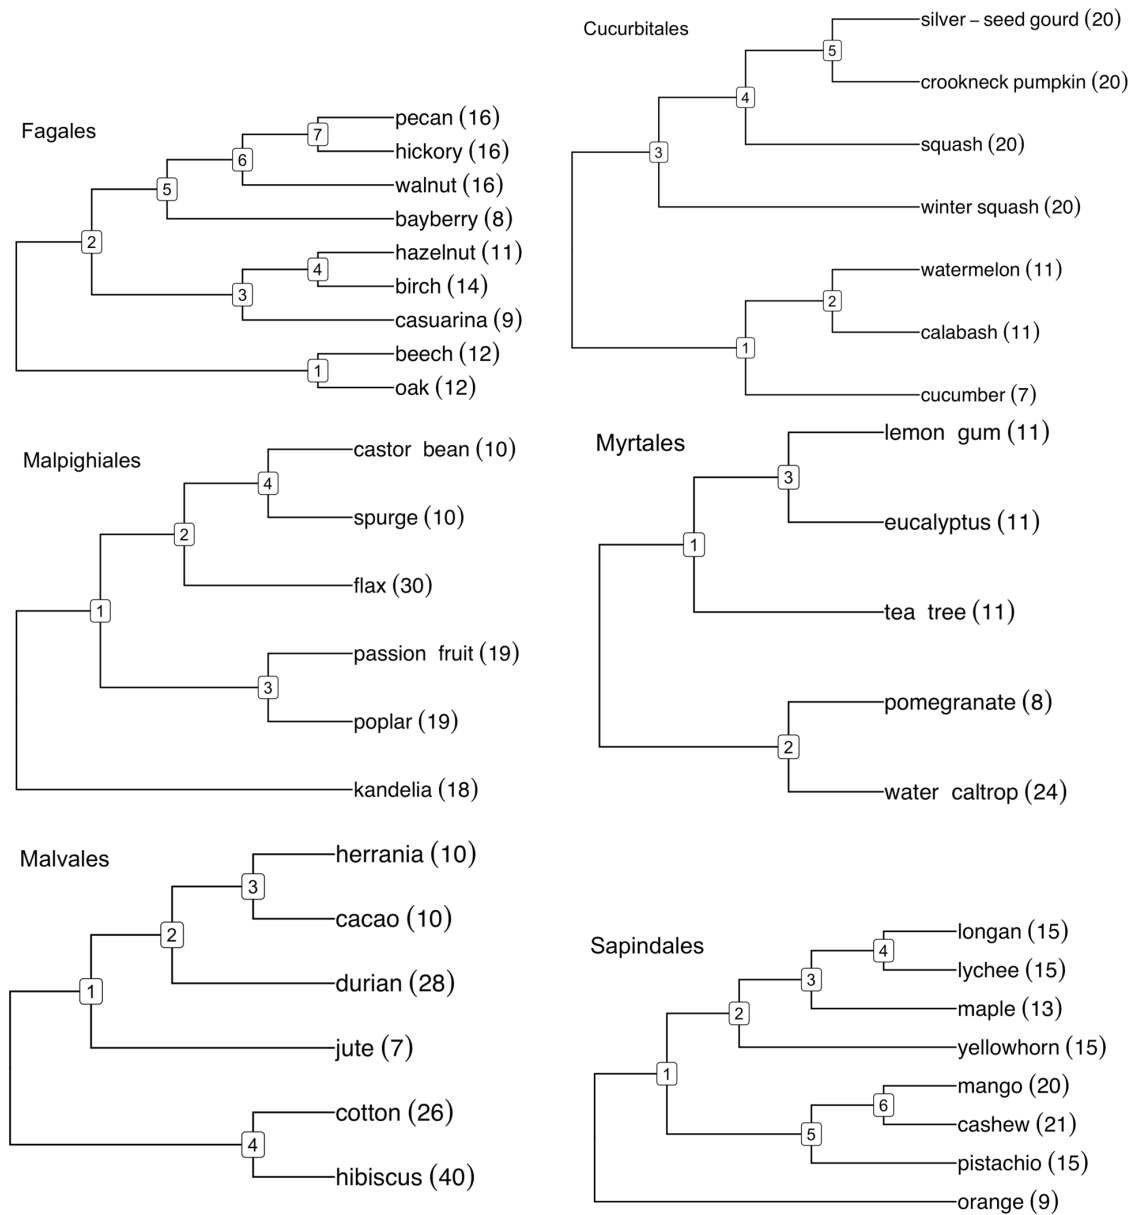 Fagales
pecan (16)
7
hickory (16)
6
walnut (16)
5
bayberry (8)
2
hazelnut (11)
4
birch (14)
3
casuarina (9)
beech (12)
1
oak (12)
Cucurbitales
silver – seed gourd (20)
5
crookneck pumpkin (20)
4
squash (20)
3
winter squash (20)
watermelon (11)
2
calabash (11)
1
cucumber (7)
Malpighiales
castor bean (10)
4
spurge (10)
2
flax (30)
1
passion fruit (19)
3
poplar (19)
kandelia (18)
Myrtales
lemon gum (11)
3
eucalyptus (11)
1
tea tree (11)
pomegranate (8)
2
water caltrop (24)
Malvales
herrania (10)
3
cacao (10)
2
durian (28)
1
jute (7)
cotton (26)
4
hibiscus (40)
Sapindales
longan (15)
4
lychee (15)
3
maple (13)
2
yellowhorn (15)
1
mango (20)
6
cashew (21)
5
pistachio (15)
orange (9)